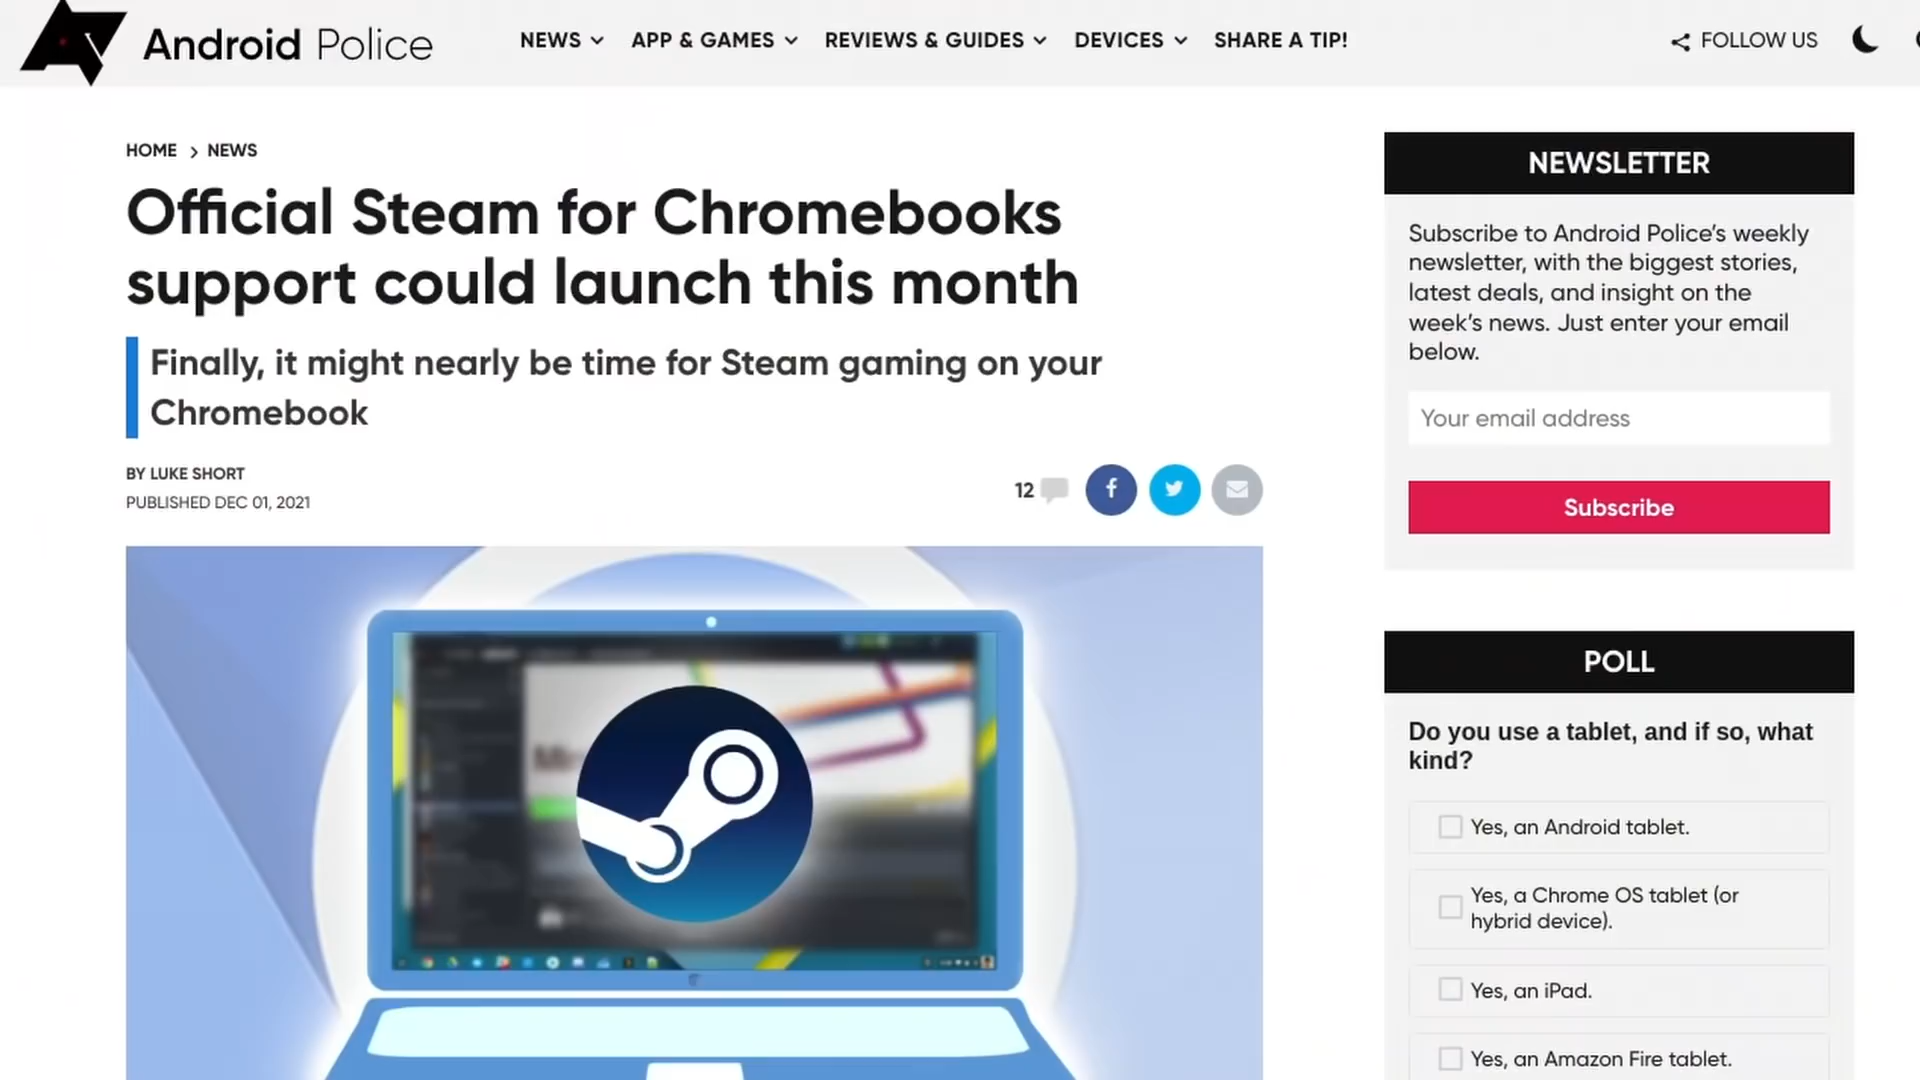 Android Police
NEWS
APP & GAMES
REVIEWS & GUIDES
DEVICES
SHARE A TIP!
FOLLOW US
HOME > NEWS
Official Steam for Chromebooks
support could launch this month
Finally, it might nearly be time for Steam gaming on your
Chromebook
BY LUKE SHORT
PUBLISHED DEC 01, 2021
12
NEWSLETTER
Subscribe to Android Police's weekly
newsletter, with the biggest stories,
latest deals, and insight on the
week's news. Just enter your email
below.
Your email address
Subscribe
POLL
Do you use a tablet, and if so, what
kind?
Yes, an Android tablet.
Yes, a Chrome OS tablet (or
hybrid device).
Yes, an iPad.
Yes, an Amazon Fire tablet.